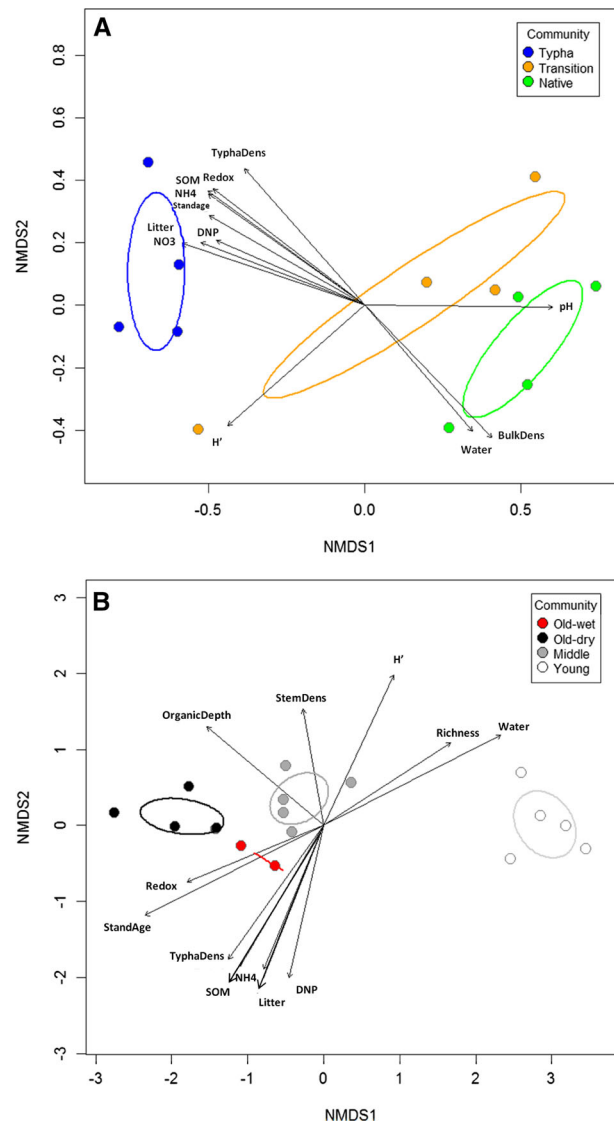 A
Community
Typha
Transition
Native
0.8
0.6
0.4
0.2
0.0
-0.2
-0.4
NMDS2
TyphaDens
SOM
Redox
NH4
Standage
Litter
DNP
NO3
pH
H'
Water
BulkDens
-0.5
0.0
0.5
NMDS1
B
Community
Old-wet
Old-dry
Middle
Young
3
2
1
0
-1
-2
-3
NMDS2
H'
StemDens
OrganicDepth
Richness
Water
Redox
StandAge
TyphaDens
NH4
SOM
Litter
DNP
-3
-2
-1
0
1
2
3
NMDS1